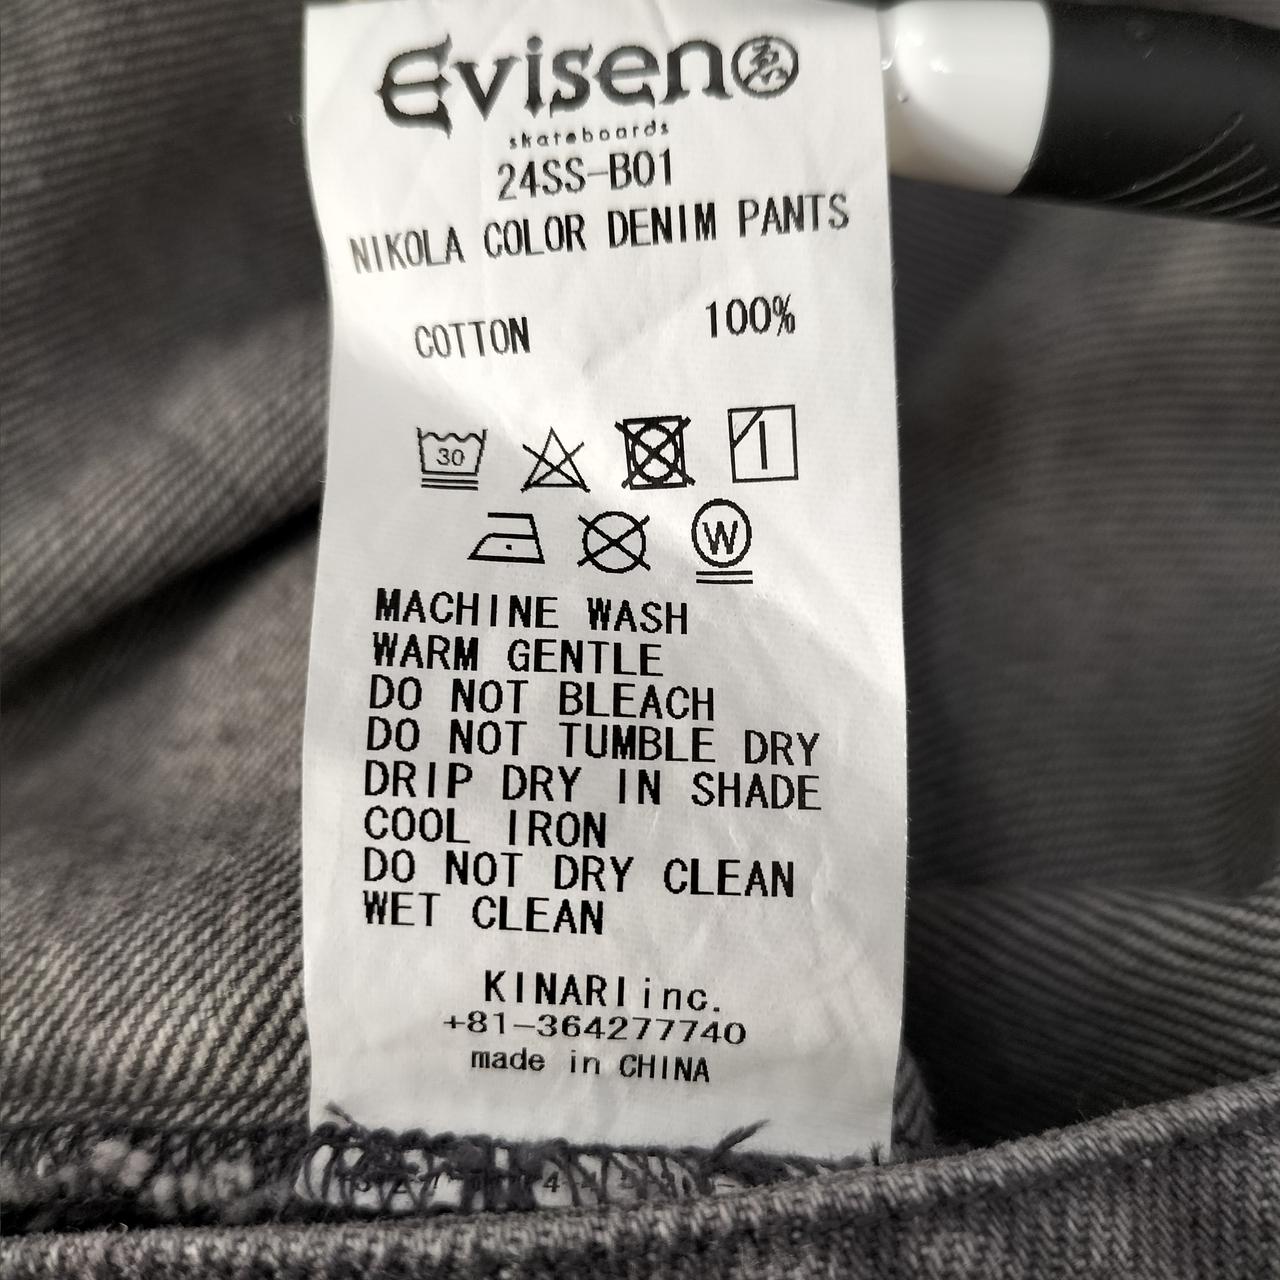 Evisen ゑ
skateboards
24SS-B01
NIKOLA COLOR DENIM PANTS
COTTON 100%
30
W
MACHINE WASH
WARM GENTLE
DO NOT BLEACH
DO NOT TUMBLE DRY
DRIP DRY IN SHADE
COOL IRON
DO NOT DRY CLEAN
WET CLEAN
KINARI inc.
+81-364277740
made in CHINA